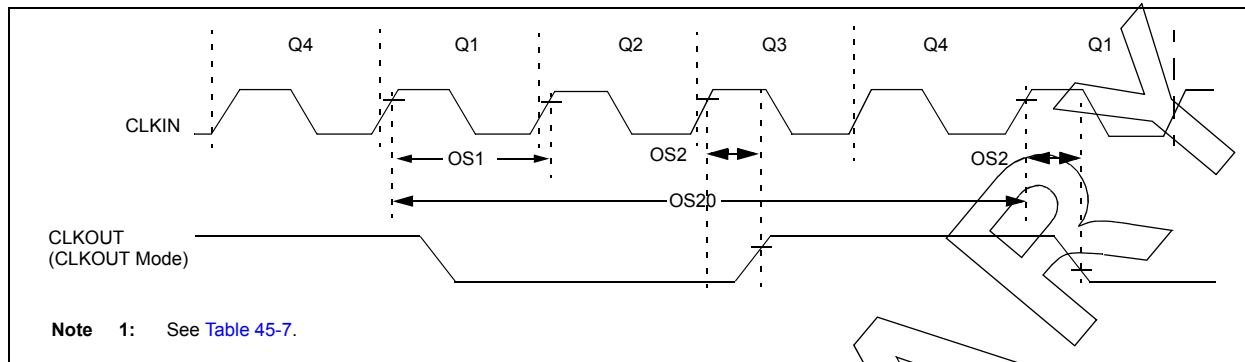 Q4 Q1 Q2 Q3 Q4 Q1
CLKIN
OS1 OS2 OS2
OS20
CLKOUT
(CLKOUT Mode)
Note 1: See Table 45-7.